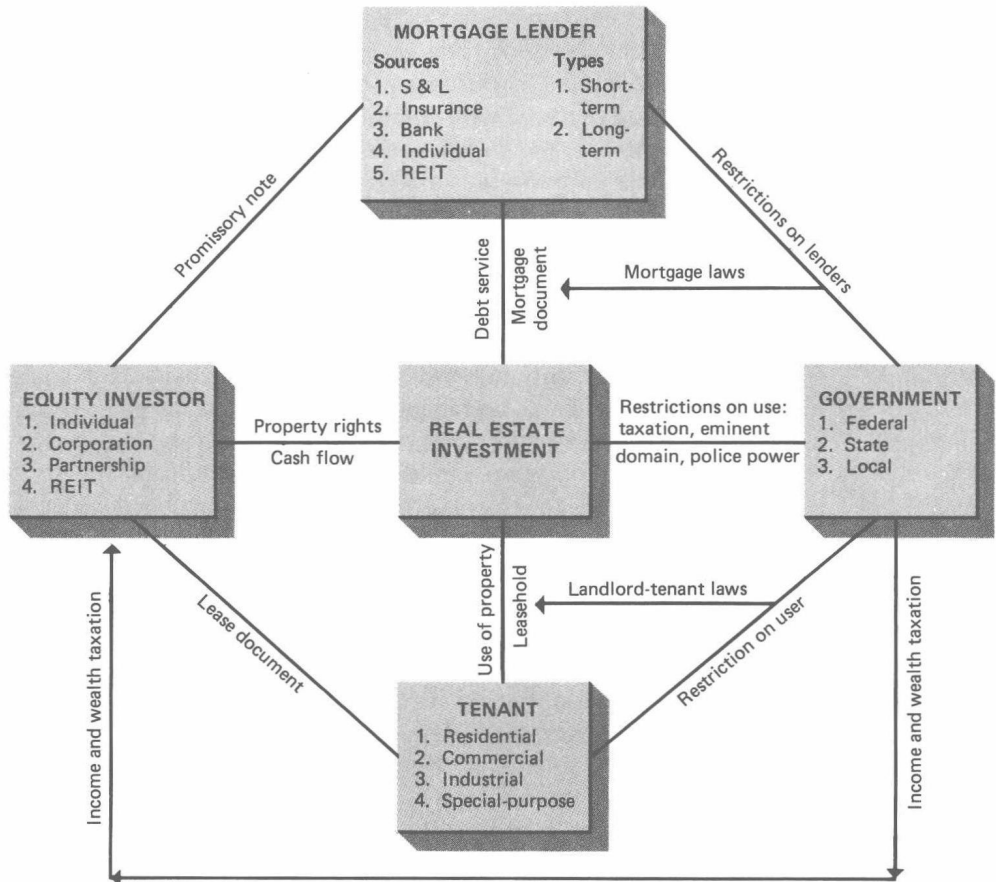 MORTGAGE LENDER
Sources
1. S & L
2. Insurance
3. Bank
4. Individual
5. REIT
Types
1. Short-
term
2. Long-
term
Promissory note
Restrictions on lenders
Debt service
Mortgage
document
Mortgage laws
EQUITY INVESTOR
1. Individual
2. Corporation
3. Partnership
4. REIT
Property rights
Cash flow
REAL ESTATE
INVESTMENT
Restrictions on use:
taxation, eminent
domain, police power
GOVERNMENT
1. Federal
2. State
3. Local
Income and wealth taxation
Lease document
Use of property
Leasehold
Landlord-tenant laws
Restriction on user
Income and wealth taxation
TENANT
1. Residential
2. Commercial
3. Industrial
4. Special-purpose